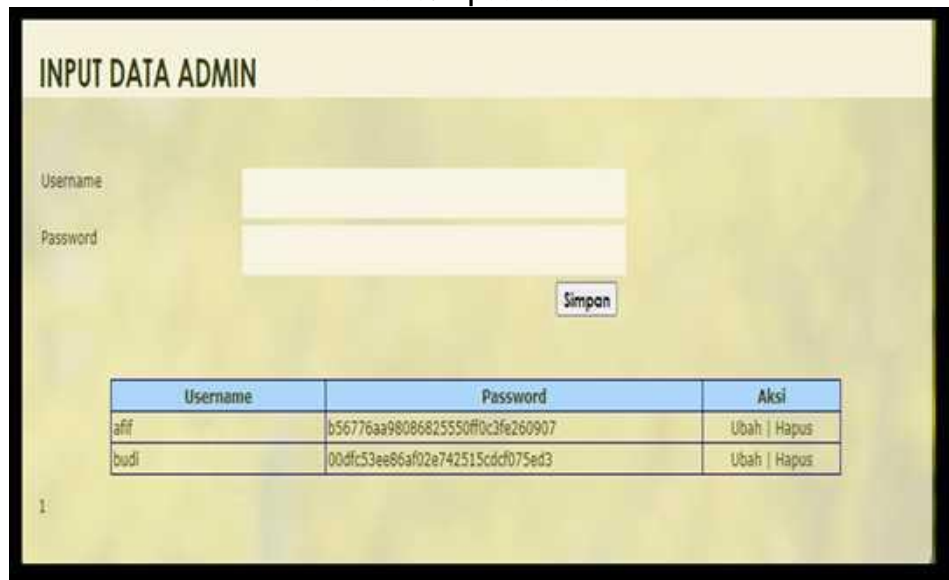 INPUT DATA ADMIN
Username
Password
Simpan
Username Password Aksi
afif b56776aa98086825550ff0c3fe260907 Ubah | Hapus
budi 00dfc53ee86af02e742515cdcf075ed3 Ubah | Hapus
1